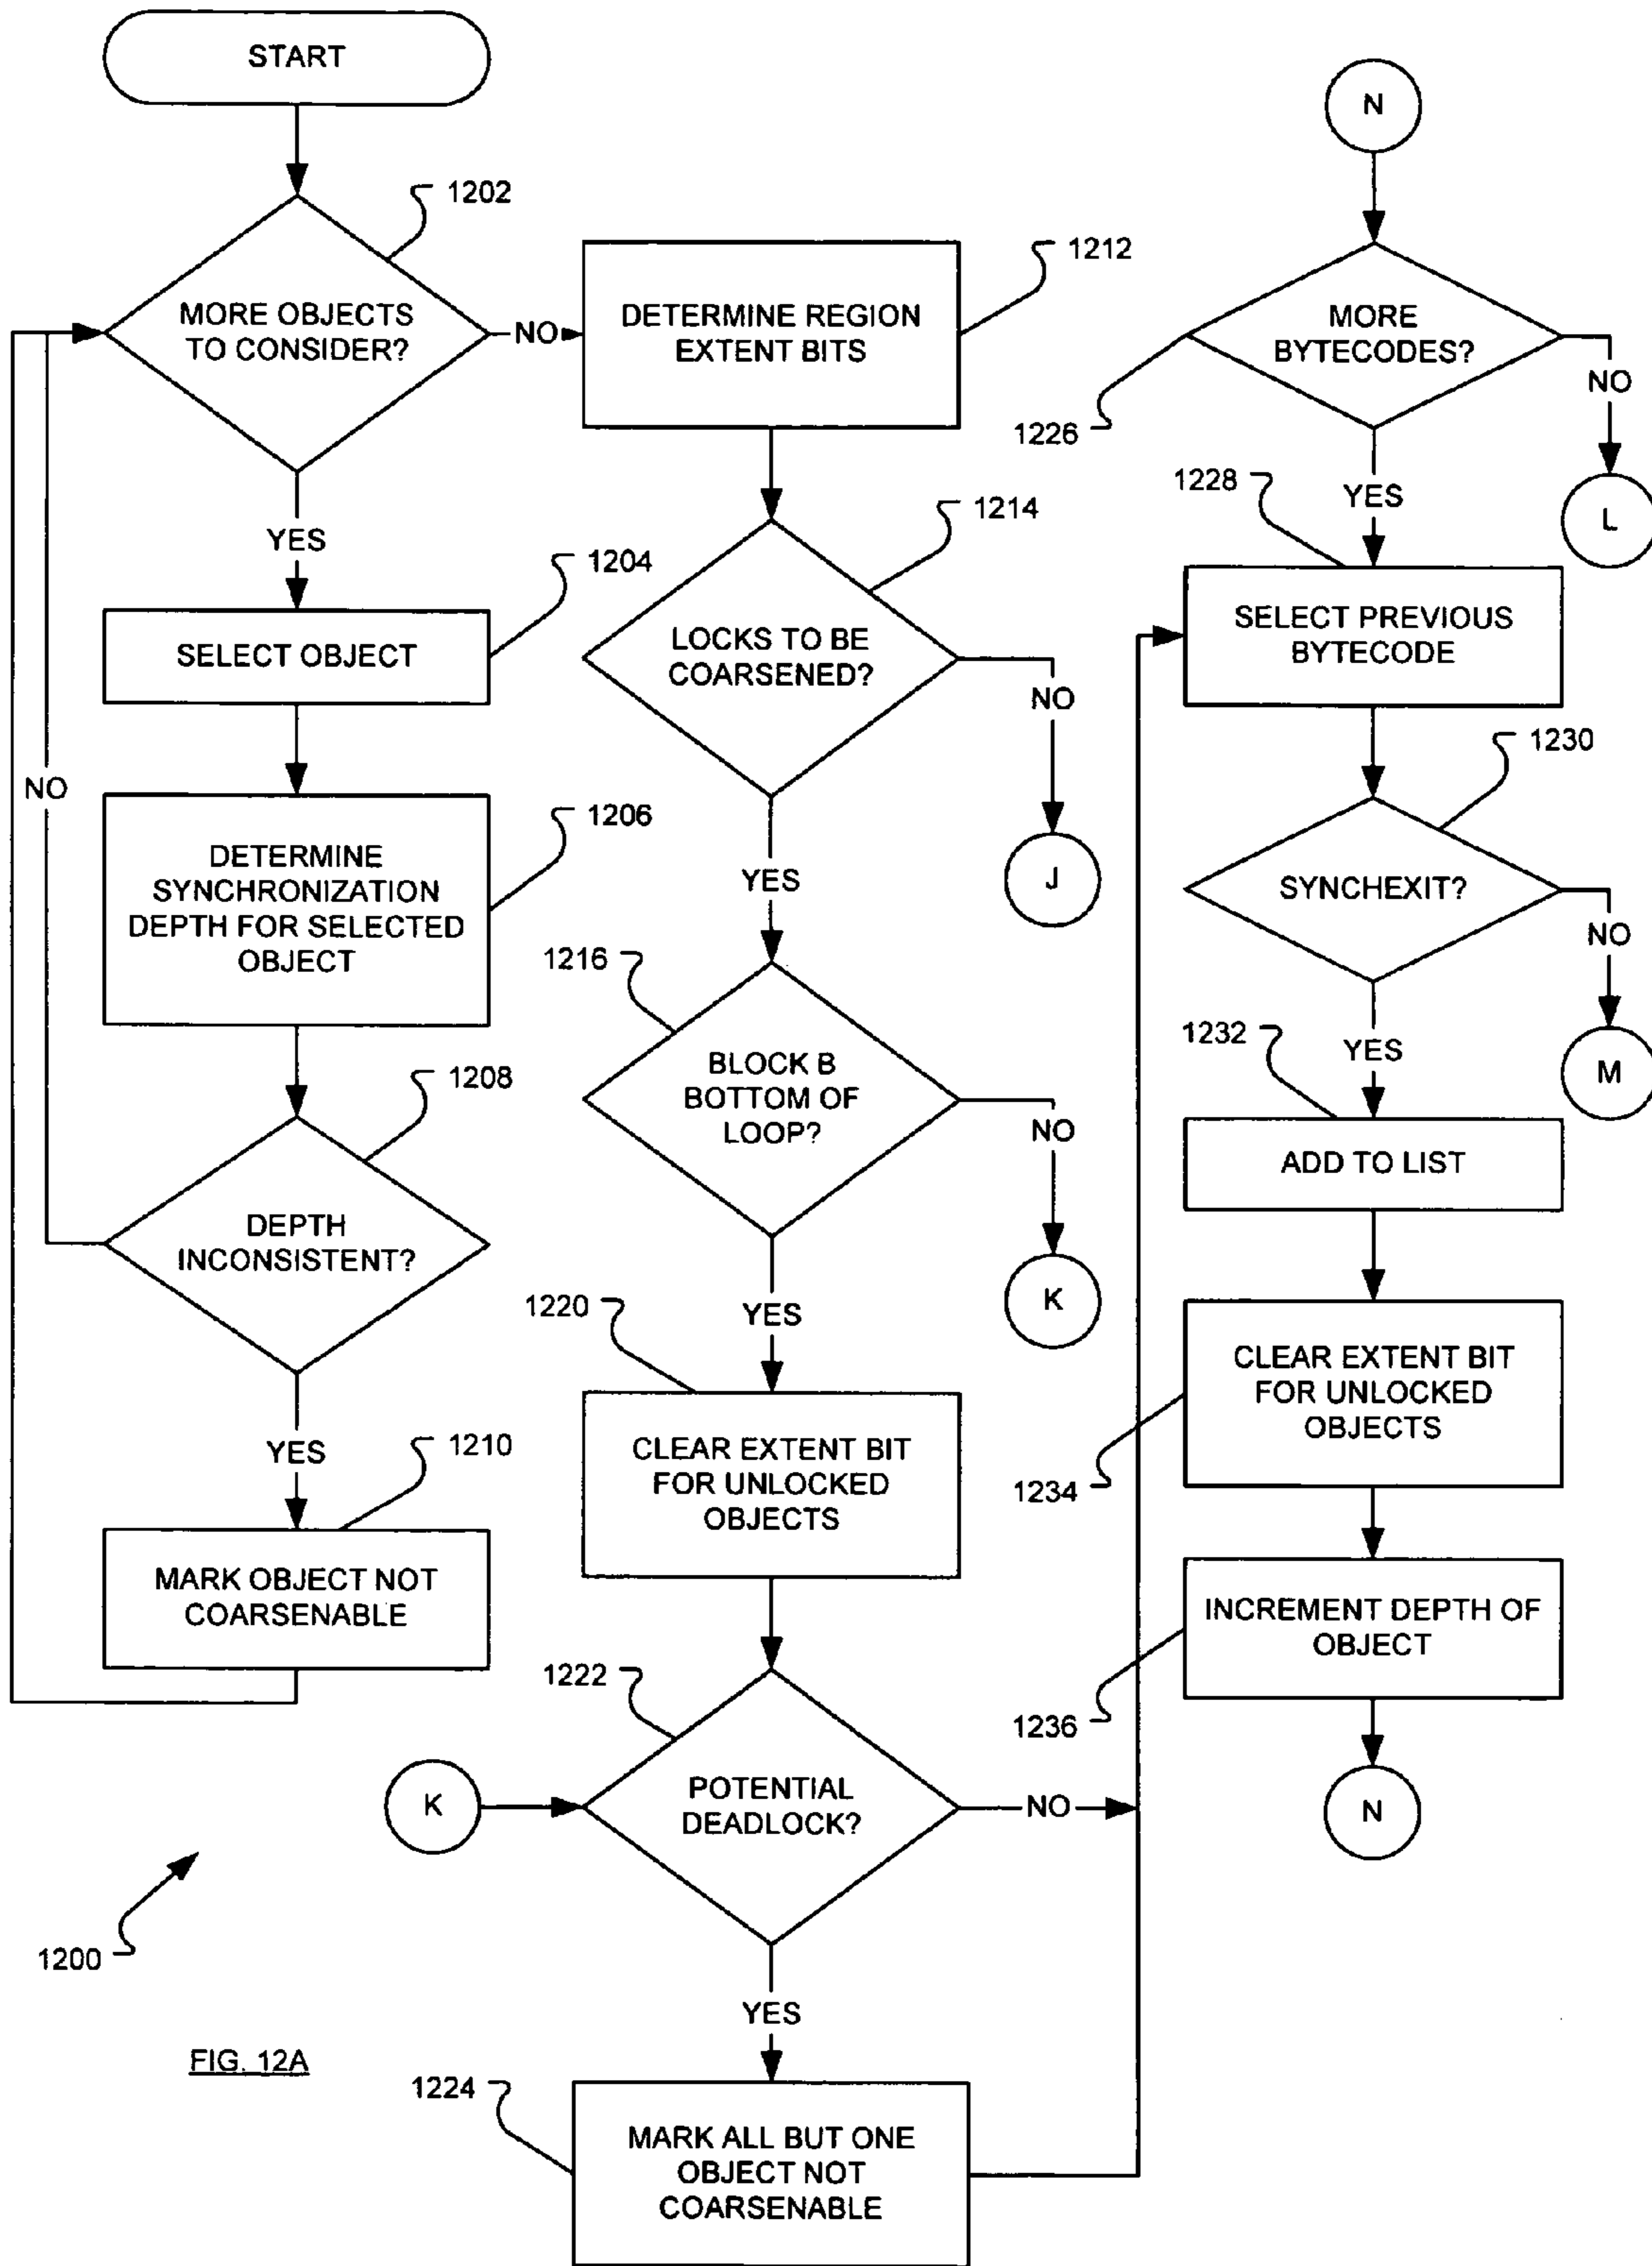 START
1202
MORE OBJECTS
TO CONSIDER?
NO
YES
1204
SELECT OBJECT
1206
DETERMINE
SYNCHRONIZATION
DEPTH FOR SELECTED
OBJECT
NO
1208
DEPTH
INCONSISTENT?
YES
1210
MARK OBJECT NOT
COARSENABLE
1212
DETERMINE REGION
EXTENT BITS
1214
LOCKS TO BE
COARSENED?
NO
J
YES
1216
BLOCK B
BOTTOM OF
LOOP?
NO
K
YES
1220
CLEAR EXTENT BIT
FOR UNLOCKED
OBJECTS
1222
K
POTENTIAL
DEADLOCK?
NO
YES
1224
MARK ALL BUT ONE
OBJECT NOT
COARSENABLE
N
MORE
BYTECODES?
1226
NO
L
YES
1228
SELECT PREVIOUS
BYTECODE
1230
SYNCHEXIT?
NO
M
YES
1232
ADD TO LIST
CLEAR EXTENT BIT
FOR UNLOCKED
OBJECTS
1234
INCREMENT DEPTH OF
OBJECT
1236
N
1200
FIG. 12A